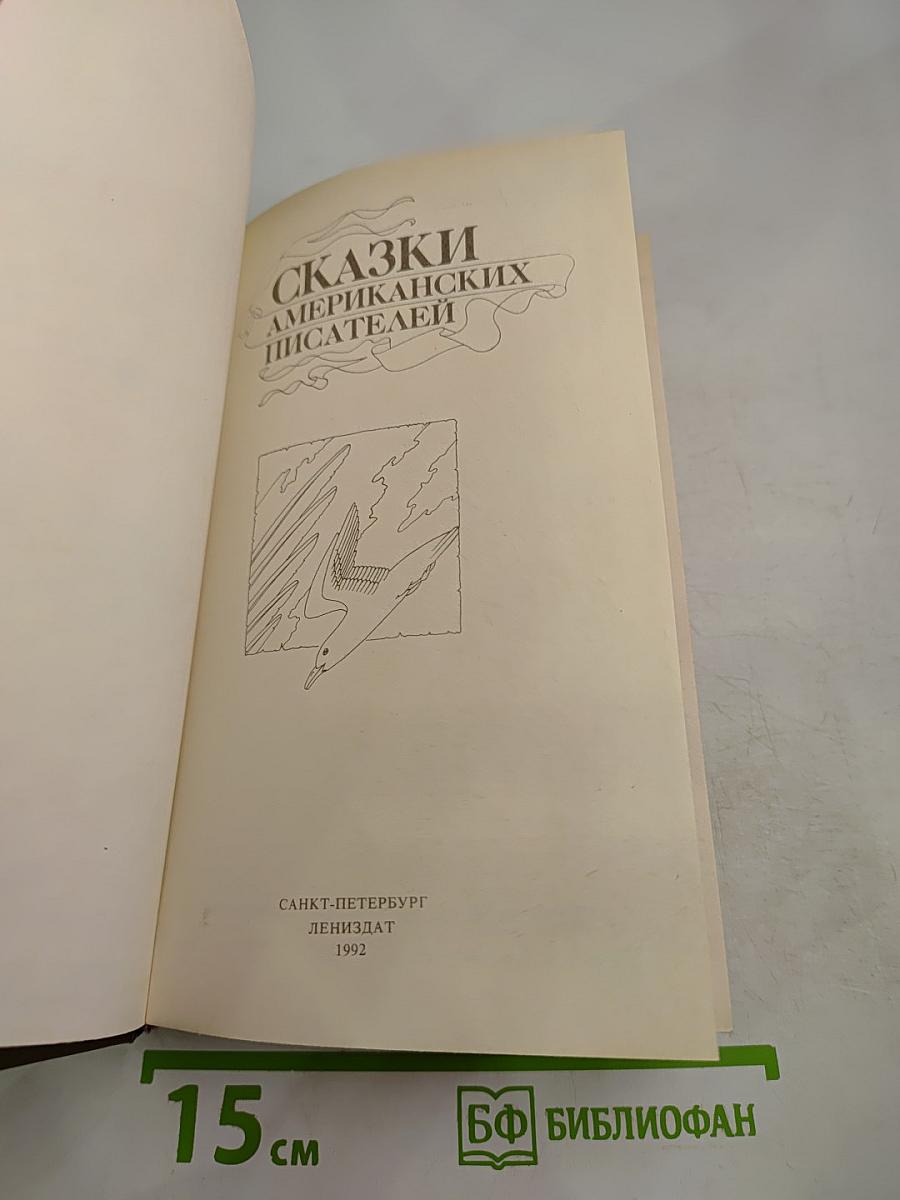 СКАЗКИ
АМЕРИКАНСКИХ
ПИСАТЕЛЕЙ
САНКТ-ПЕТЕРБУРГ
ЛЕНИЗДАТ
1992
15 см
БФ БИБЛИОФАН